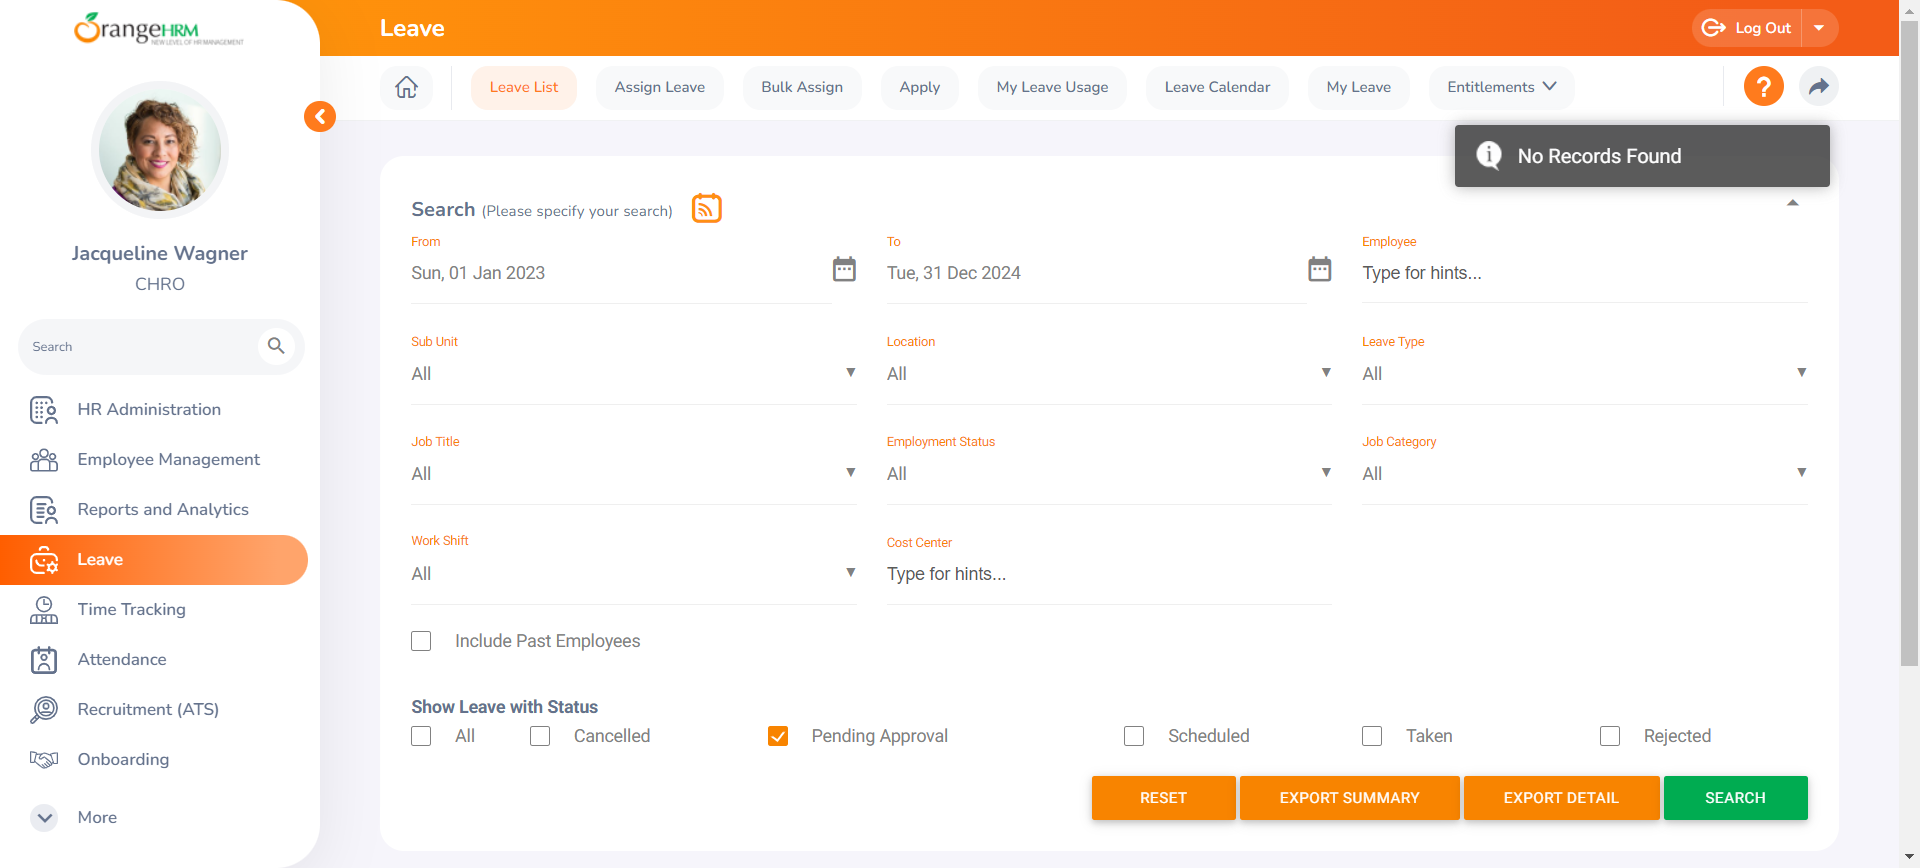 OrangeHRM
NEW LEVEL OF HR MANAGEMENT
Jacqueline Wagner
CHRO
Search
HR Administration
Employee Management
Reports and Analytics
Leave
Time Tracking
Attendance
Recruitment (ATS)
Onboarding
More
Leave
Log Out
Leave List
Assign Leave
Bulk Assign
Apply
My Leave Usage
Leave Calendar
My Leave
Entitlements
?
No Records Found
Search (Please specify your search)
From
To
Employee
Sun, 01 Jan 2023
Tue, 31 Dec 2024
Type for hints...
Sub Unit
Location
Leave Type
All
All
All
Job Title
Employment Status
Job Category
All
All
All
Work Shift
Cost Center
All
Type for hints...
Include Past Employees
Show Leave with Status
All
Cancelled
Pending Approval
Scheduled
Taken
Rejected
RESET
EXPORT SUMMARY
EXPORT DETAIL
SEARCH